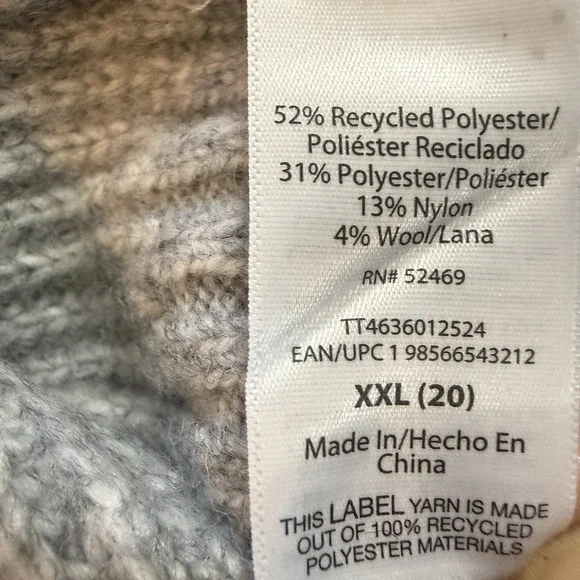 52% Recycled Polyester/
Poliéster Reciclado
31% Polyester/Poliéster
13% Nylon
4% Wool/Lana
RN# 52469
TT4636012524
EAN/UPC 1 98566543212
XXL (20)
Made In/Hecho En
China
THIS LABEL YARN IS MADE
OUT OF 100% RECYCLED
POLYESTER MATERIALS